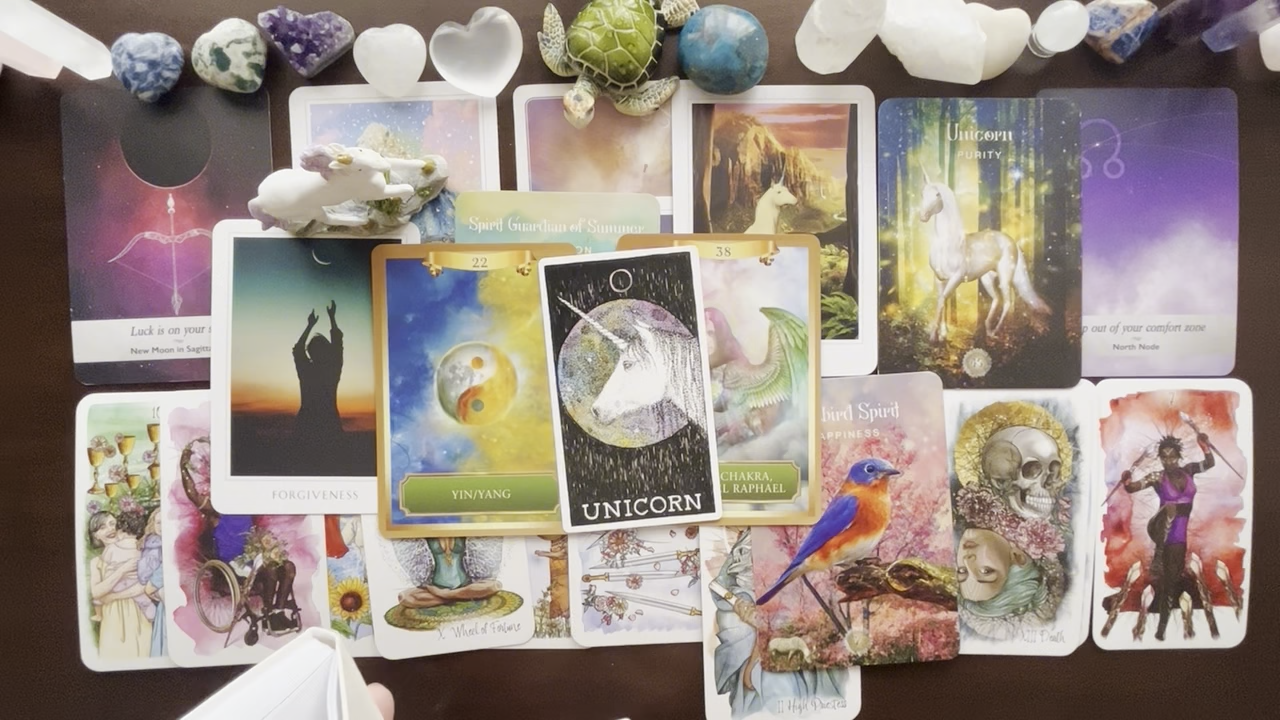 Unicorn
PURITY
Spirit Guardian of Summer
22
38
Luck is on your
New Moon in Sagitta
out of your comfort zone
North Node
FORGIVENESS
YIN/YANG
UNICORN
CHAKRA,
RAPHAEL
Bird Spirit
APPINESS
10
X. Wheel of Fortune
XIII Death
II High Priestess